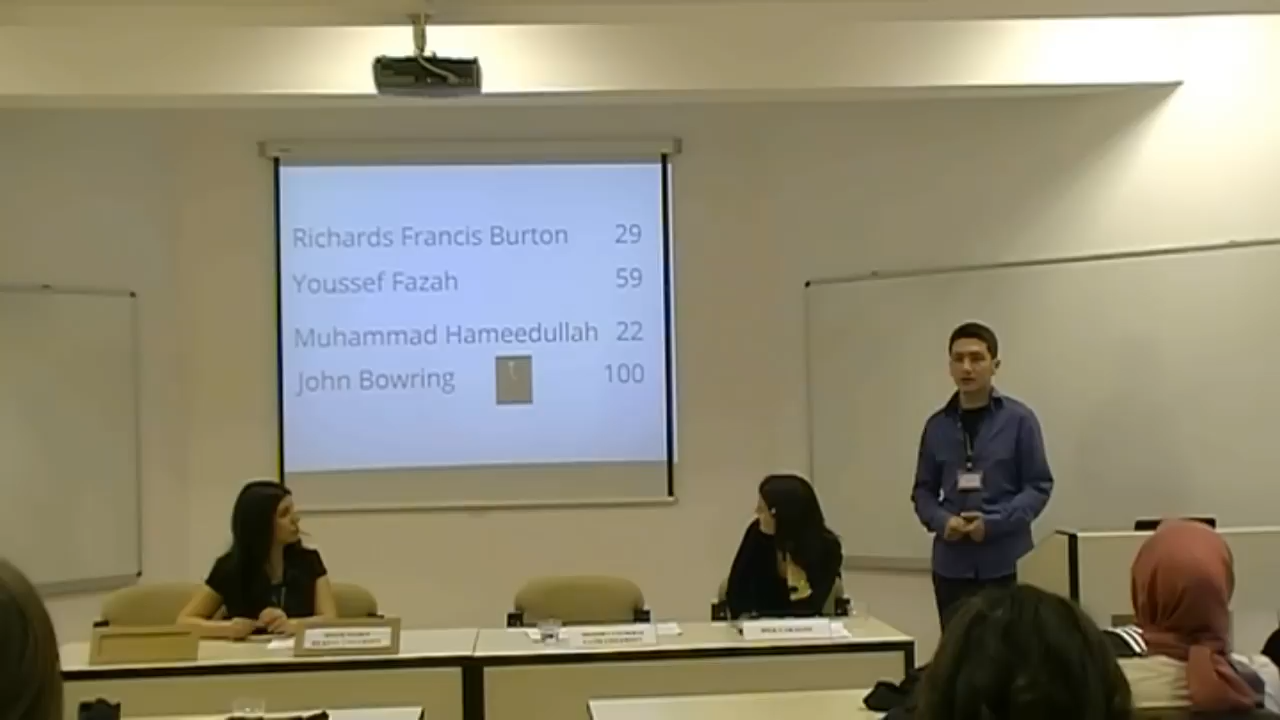 Richards Francis Burton 29
Youssef Fazah 59
Muhammad Hameedullah 22
John Bowring 100